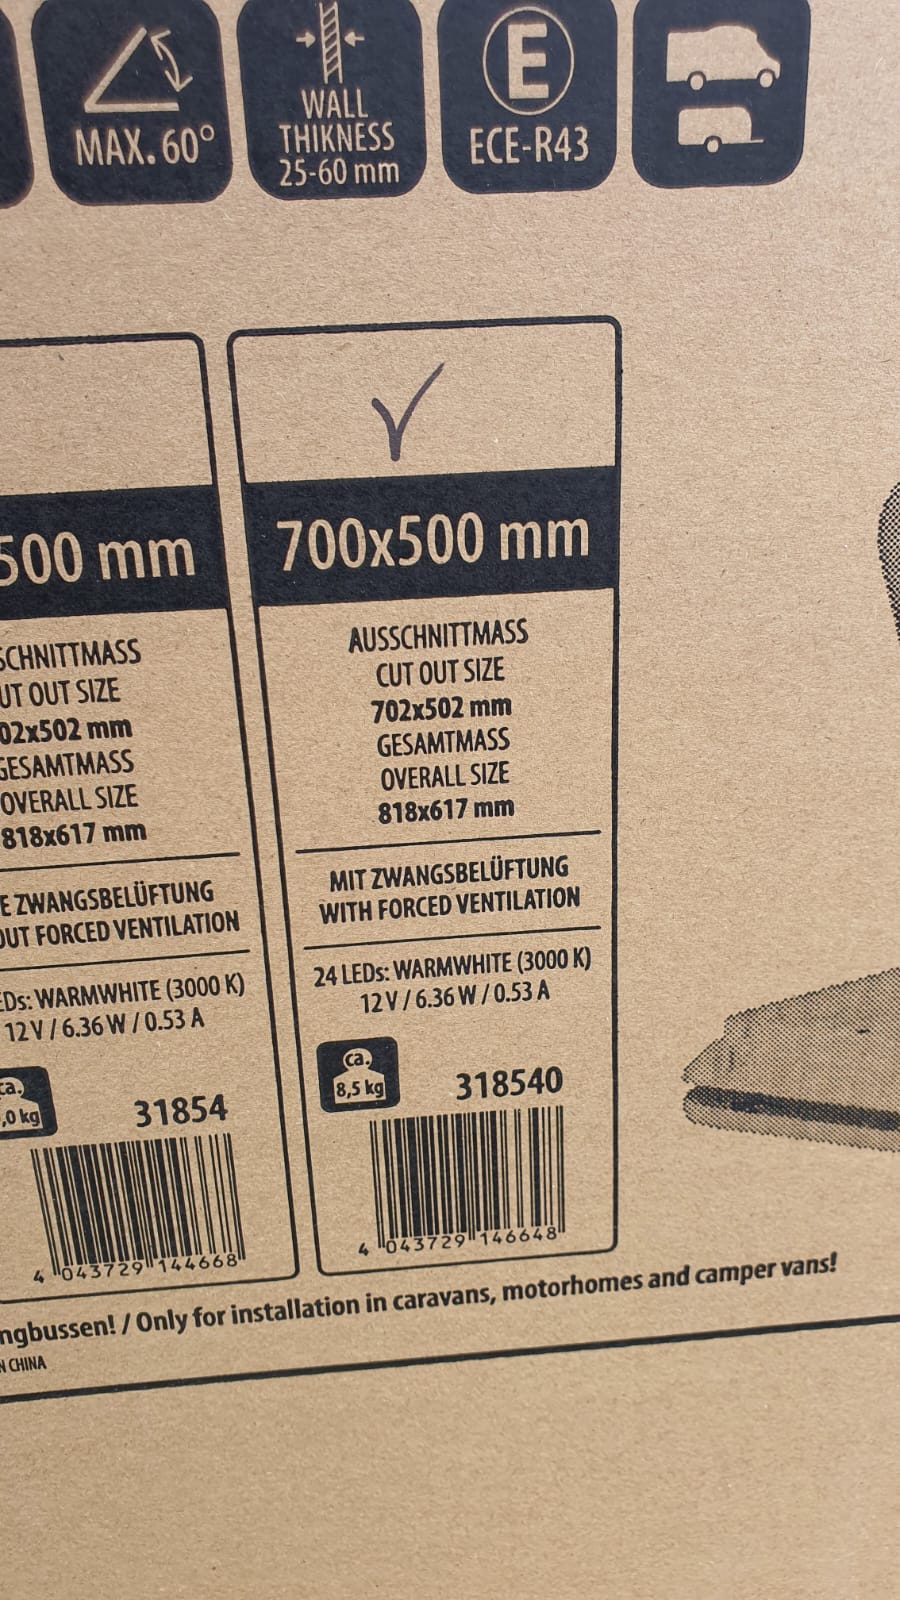 MAX. 60°
WALL
THIKNESS
25-60 mm
E
ECE-R43
500 mm
SCHNITTMASS
UT OUT SIZE
02x502 mm
GESAMTMASS
OVERALL SIZE
818x617 mm
E ZWANGSBELÜFTUNG
OUT FORCED VENTILATION
EDs: WARMWHITE (3000 K)
12 V / 6.36 W / 0.53 A
ca.
,0 kg
31854
4 043729 144668
700x500 mm
AUSSCHNITTMASS
CUT OUT SIZE
702x502 mm
GESAMTMASS
OVERALL SIZE
818x617 mm
MIT ZWANGSBELÜFTUNG
WITH FORCED VENTILATION
24 LEDs: WARMWHITE (3000 K)
12 V / 6.36 W / 0.53 A
ca.
8,5 kg
318540
4 043729 146648
ngbussen! / Only for installation in caravans, motorhomes and camper vans!
N CHINA